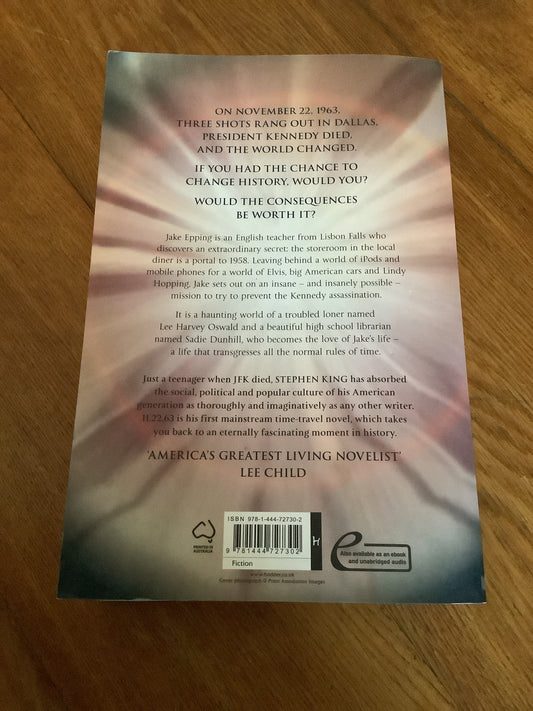 ON NOVEMBER 22, 1963,
THREE SHOTS RANG OUT IN DALLAS,
PRESIDENT KENNEDY DIED,
AND THE WORLD CHANGED.
IF YOU HAD THE CHANCE TO
CHANGE HISTORY, WOULD YOU?
WOULD THE CONSEQUENCES
BE WORTH IT?
Jake Epping is an English teacher from Lisbon Falls who
discovers an extraordinary secret: the storeroom in the local
diner is a portal to 1958. Leaving behind a world of iPods and
mobile phones for a world of Elvis, big American cars and Lindy
Hopping, Jake sets out on an insane – and insanely possible –
mission to try to prevent the Kennedy assassination.
It is a haunting world of a troubled loner named
Lee Harvey Oswald and a beautiful high school librarian
named Sadie Dunhill, who becomes the love of Jake's life –
a life that transgresses all the normal rules of time.
Just a teenager when JFK died, STEPHEN KING has absorbed
the social, political and popular culture of his American
generation as thoroughly and imaginatively as any other writer.
11.22.63 is his first mainstream time-travel novel, which takes
you back to an eternally fascinating moment in history.
'AMERICA'S GREATEST LIVING NOVELIST'
LEE CHILD
ISBN 978-1-444-72730-2
9 781444 727302
Fiction
PRINTED IN
AUSTRALIA
H
e
Also available as an ebook
and unabridged audio
www.hodder.co.uk
Cover photograph © Press Association Images